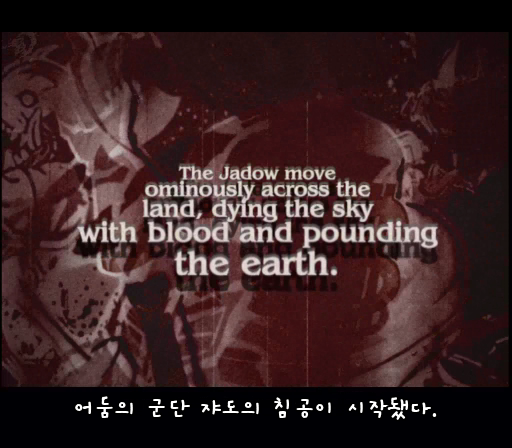 The Jadow move
ominously across the
land, dying the sky
with blood and pounding
the earth.
어둠의 군단 쟈도의 침공이 시작됐다.